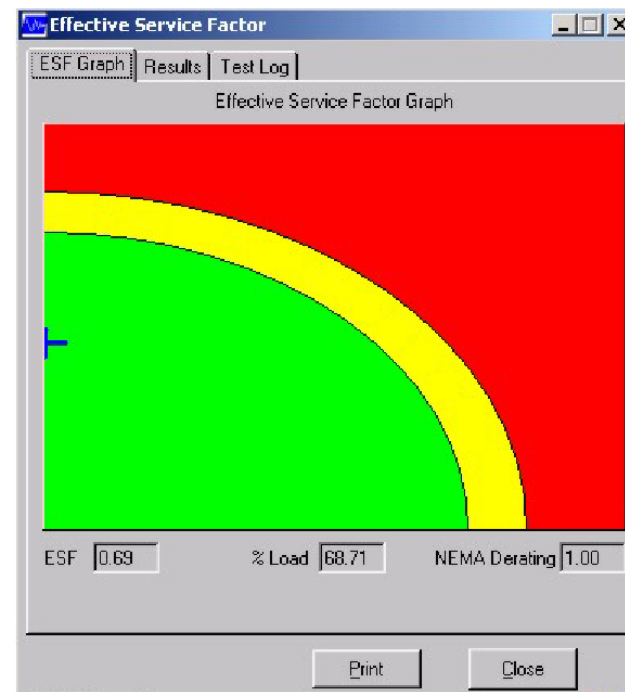 Effective Service Factor
ESF Graph Results Test Log
Effective Service Factor Graph
ESF 0.69 % Load 68.71 NEMA Derating 1.00
Print Close